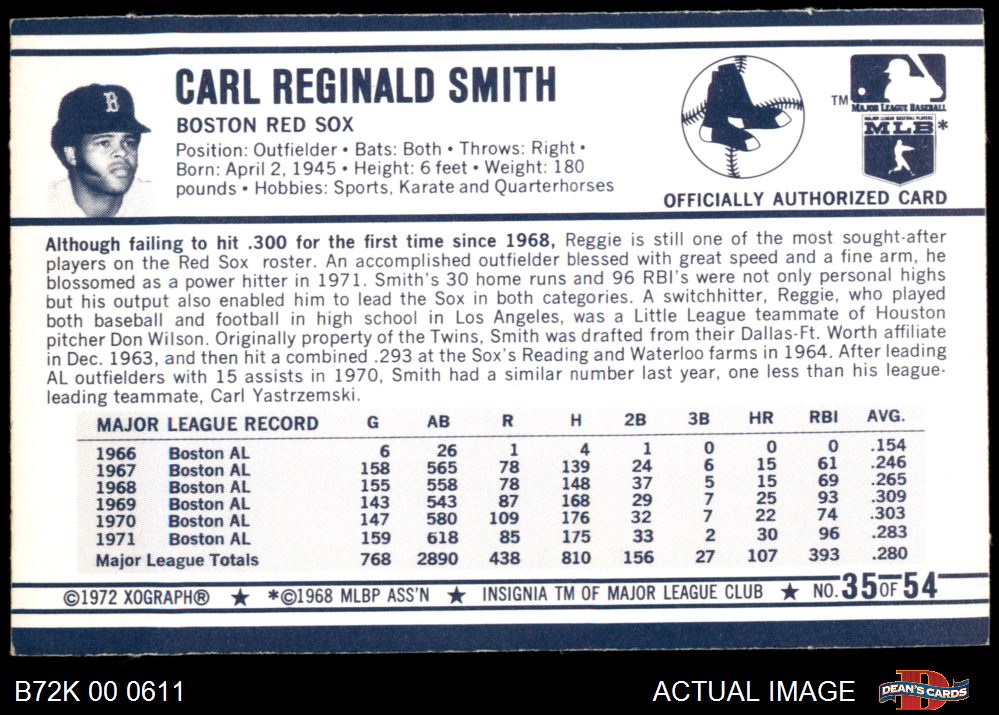 CARL REGINALD SMITH
BOSTON RED SOX
Position: Outfielder • Bats: Both • Throws: Right •
Born: April 2, 1945 • Height: 6 feet • Weight: 180
pounds • Hobbies: Sports, Karate and Quarterhorses
B
TM
MAJOR LEAGUE BASEBALL
MAJOR LEAGUE BASEBALL PLAYERS
MLB*
OFFICIALLY AUTHORIZED CARD
Although failing to hit .300 for the first time since 1968, Reggie is still one of the most sought-after
players on the Red Sox roster. An accomplished outfielder blessed with great speed and a fine arm, he
blossomed as a power hitter in 1971. Smith's 30 home runs and 96 RBI's were not only personal highs
but his output also enabled him to lead the Sox in both categories. A switchhitter, Reggie, who played
both baseball and football in high school in Los Angeles, was a Little League teammate of Houston
pitcher Don Wilson. Originally property of the Twins, Smith was drafted from their Dallas-Ft. Worth affiliate
in Dec. 1963, and then hit a combined .293 at the Sox's Reading and Waterloo farms in 1964. After leading
AL outfielders with 15 assists in 1970, Smith had a similar number last year, one less than his league-
leading teammate, Carl Yastrzemski.
MAJOR LEAGUE RECORD G AB R H 2B 3B HR RBI AVG.
1966 Boston AL 6 26 1 4 1 0 0 0 .154
1967 Boston AL 158 565 78 139 24 6 15 61 .246
1968 Boston AL 155 558 78 148 37 5 15 69 .265
1969 Boston AL 143 543 87 168 29 7 25 93 .309
1970 Boston AL 147 580 109 176 32 7 22 74 .303
1971 Boston AL 159 618 85 175 33 2 30 96 .283
Major League Totals 768 2890 438 810 156 27 107 393 .280
©1972 XOGRAPH® ★ *©1968 MLBP ASS'N ★ INSIGNIA TM OF MAJOR LEAGUE CLUB ★ NO. 35 OF 54
B72K 00 0611 ACTUAL IMAGE DEAN'S CARDS